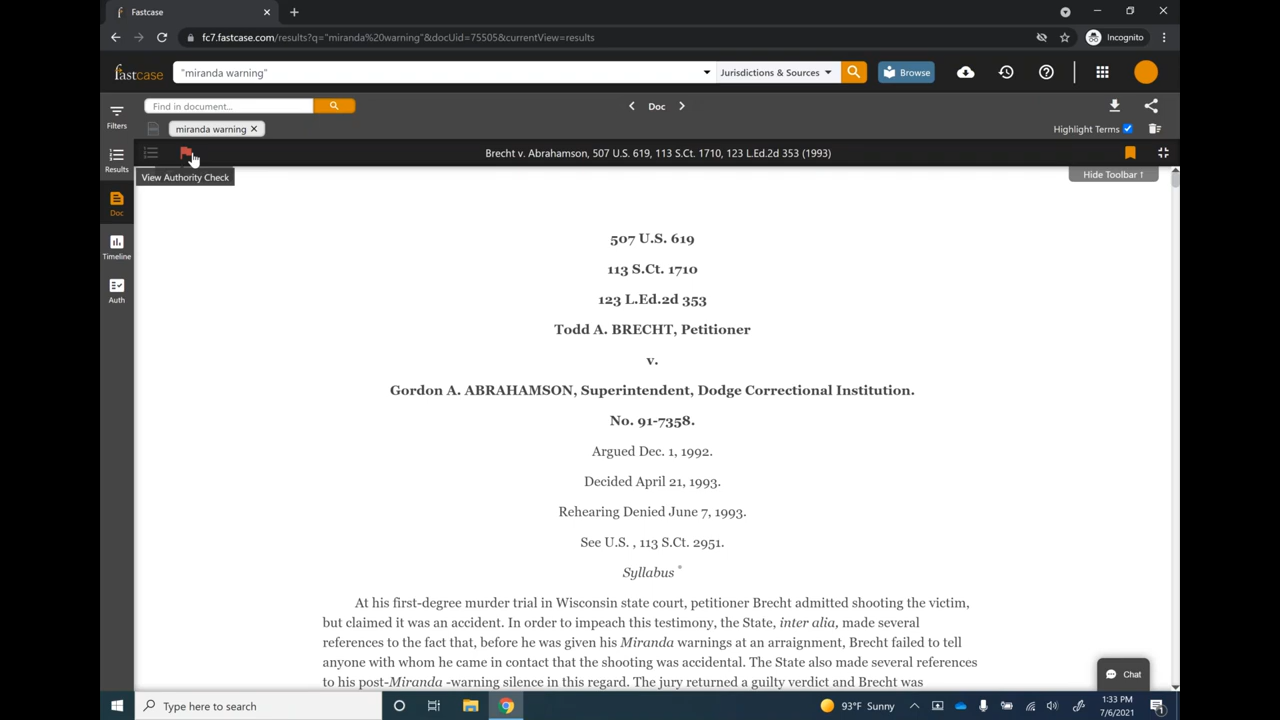 Fastcase
fc7.fastcase.com/results?q="miranda%20warning"&docUid=75505&currentView=results
Incognito
fastcase
"miranda warning"
Jurisdictions & Sources
Browse
Filters
Find in document...
Doc
miranda warning
Highlight Terms
Results
Brecht v. Abrahamson, 507 U.S. 619, 113 S.Ct. 1710, 123 L.Ed.2d 353 (1993)
View Authority Check
Hide Toolbar ↑
Doc
Timeline
Auth
507 U.S. 619
113 S.Ct. 1710
123 L.Ed.2d 353
Todd A. BRECHT, Petitioner
v.
Gordon A. ABRAHAMSON, Superintendent, Dodge Correctional Institution.
No. 91-7358.
Argued Dec. 1, 1992.
Decided April 21, 1993.
Rehearing Denied June 7, 1993.
See U.S. , 113 S.Ct. 2951.
Syllabus *
At his first-degree murder trial in Wisconsin state court, petitioner Brecht admitted shooting the victim,
but claimed it was an accident. In order to impeach this testimony, the State, inter alia, made several
references to the fact that, before he was given his Miranda warnings at an arraignment, Brecht failed to tell
anyone with whom he came in contact that the shooting was accidental. The State also made several references
to his post-Miranda -warning silence in this regard. The jury returned a guilty verdict and Brecht was
Chat
Type here to search
93°F Sunny
1:33 PM
7/6/2021
1